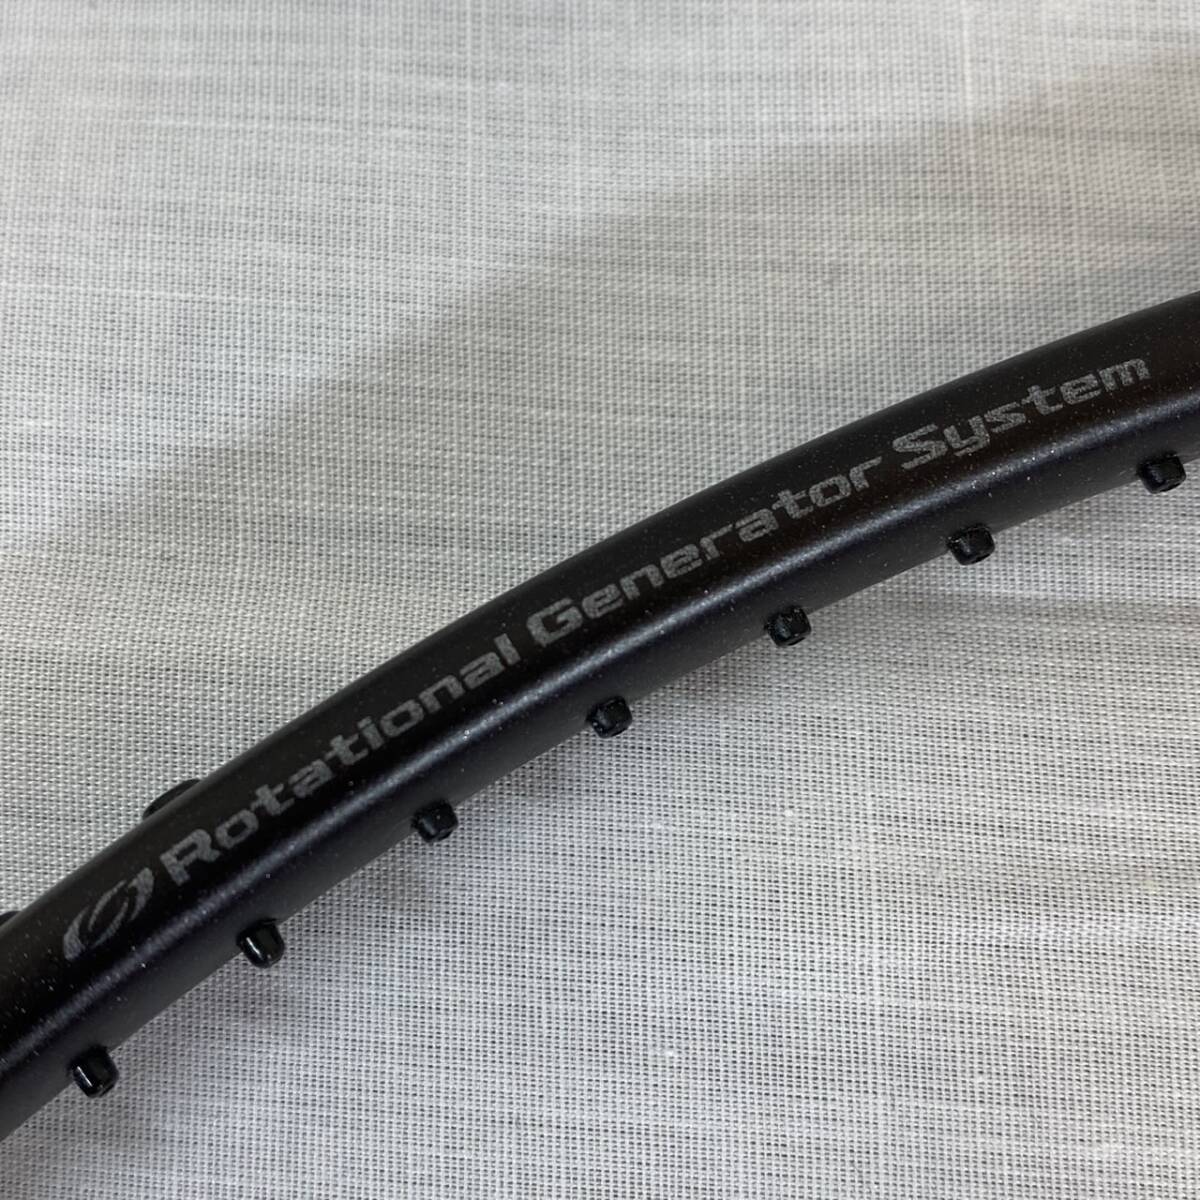 Rotational Generator System